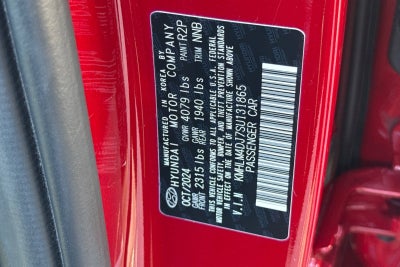 MANUFACTURED IN KOREA BY
HYUNDAI MOTOR COMPANY
OCT/2024 GVWR 4079 lbs PAINT R2P
GAWR FRONT 2315 lbs GAWR REAR 1940 lbs TRIM NNB
THIS VEHICLE CONFORMS TO ALL APPLICABLE U.S. FEDERAL
MOTOR VEHICLE SAFETY, BUMPER, AND THEFT PREVENTION STANDARDS
IN EFFECT ON THE DATE OF MANUFACTURE SHOWN ABOVE.
V.I.N KMHLM4DJ7SU131865
PASSENGER CAR